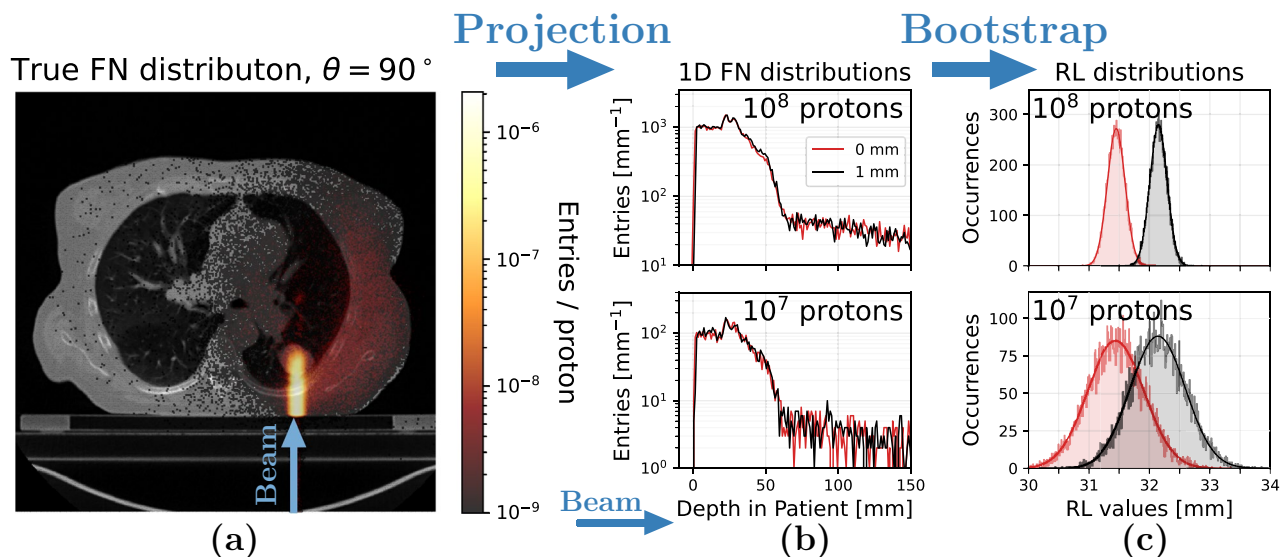 Projection
Bootstrap
True FN distributon, θ = 90°
1D FN distributions
RL distributions
10⁻⁶
10⁻⁷
10⁻⁸
10⁻⁹
Entries / proton
Beam
(a)
10⁸ protons
0 mm
1 mm
Entries [mm⁻¹]
10³
10²
10¹
10⁷ protons
Entries [mm⁻¹]
10²
10¹
10⁰
0 50 100 150
Depth in Patient [mm]
Beam
(b)
10⁸ protons
Occurrences
300
200
100
0
10⁷ protons
Occurrences
100
75
50
25
0
30 31 32 33 34
RL values [mm]
(c)